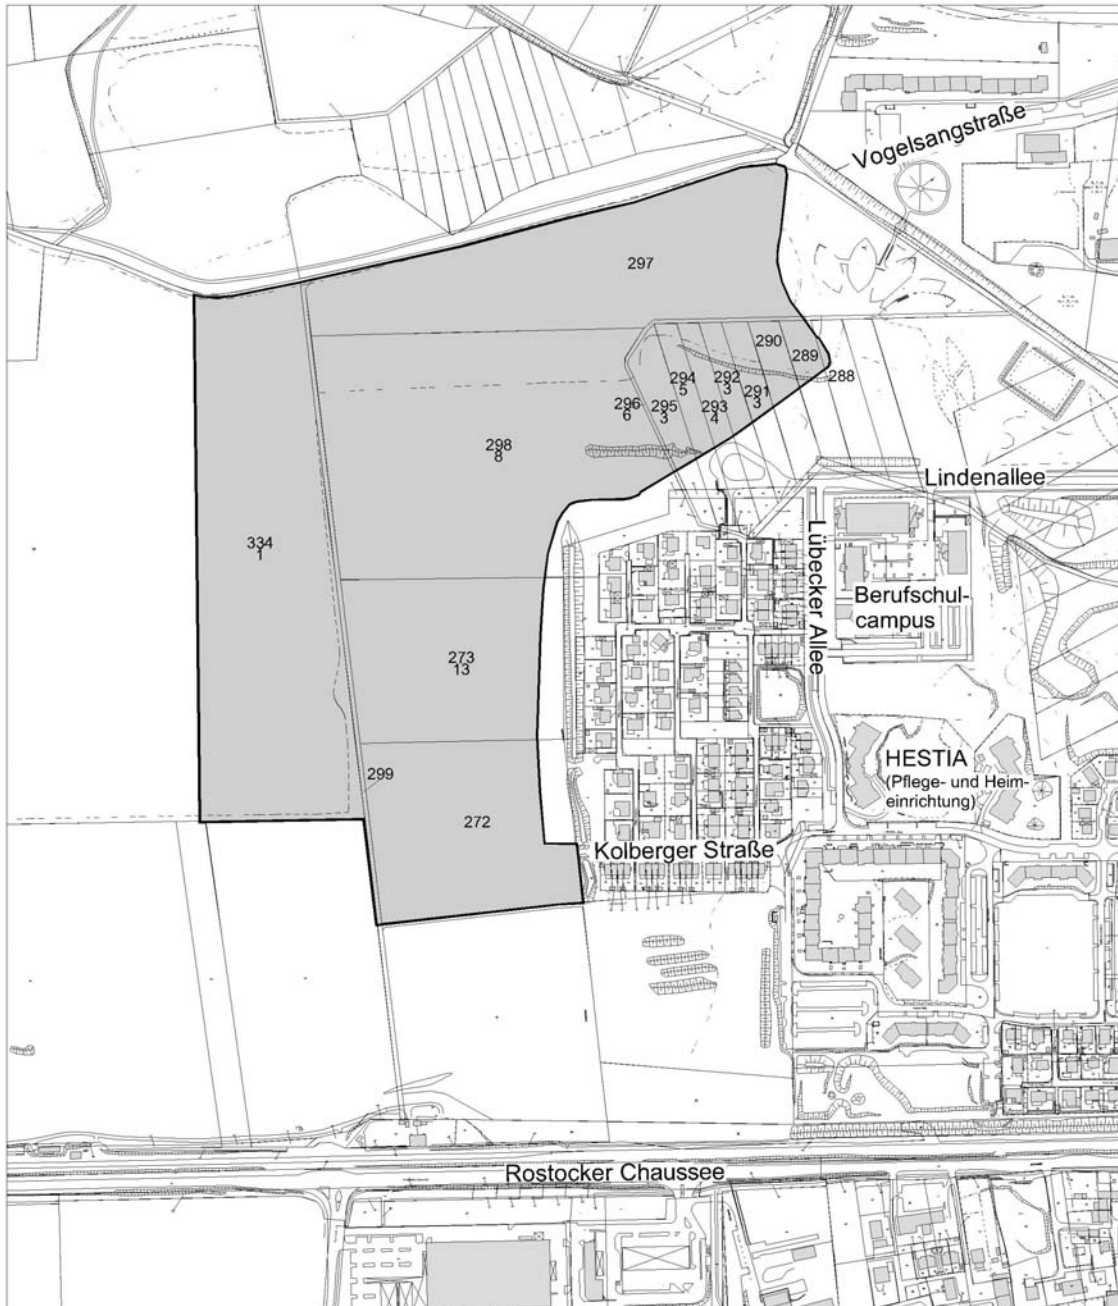 Vogelsangstraße
297
290
289
288
294
5
292
3
291
3
296
6
295
3
293
4
298
8
Lindenallee
334
1
Lübecker Allee
Berufschul-
campus
273
13
HESTIA
(Pflege- und Heim-
einrichtung)
299
272
Kolberger Straße
Rostocker Chaussee